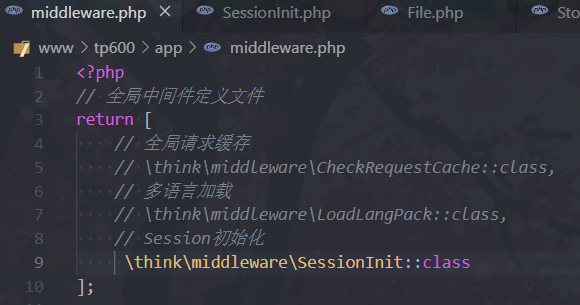 middleware.php × SessionInit.php File.php Sto
www > tp600 > app > middleware.php
1 <?php
2 // 全局中间件定义文件
3 return [
4 // 全局请求缓存
5 // \think\middleware\CheckRequestCache::class,
6 // 多语言加载
7 // \think\middleware\LoadLangPack::class,
8 // Session初始化
9 \think\middleware\SessionInit::class
10 ];